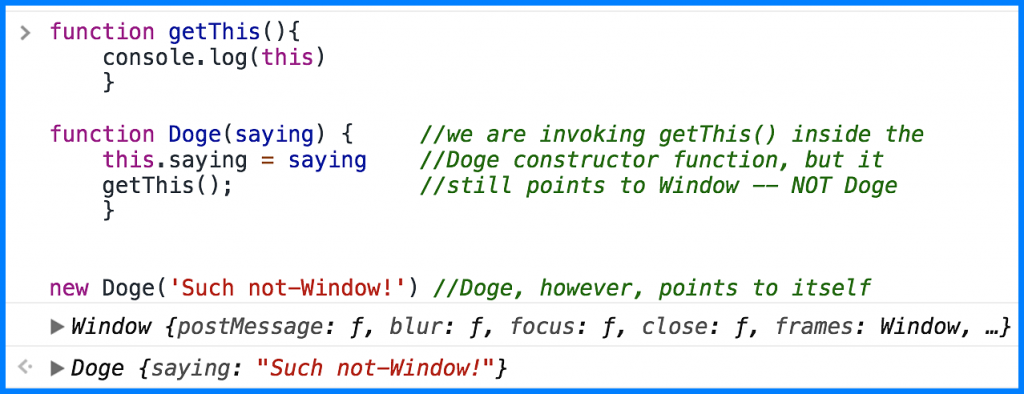 function getThis(){
console.log(this)
}
function Doge(saying) { //we are invoking getThis() inside the
this.saying = saying //Doge constructor function, but it
getThis(); //still points to Window -- NOT Doge
}
new Doge('Such not-Window!') //Doge, however, points to itself
Window {postMessage: ƒ, blur: ƒ, focus: ƒ, close: ƒ, frames: Window, …}
Doge {saying: "Such not-Window!"}